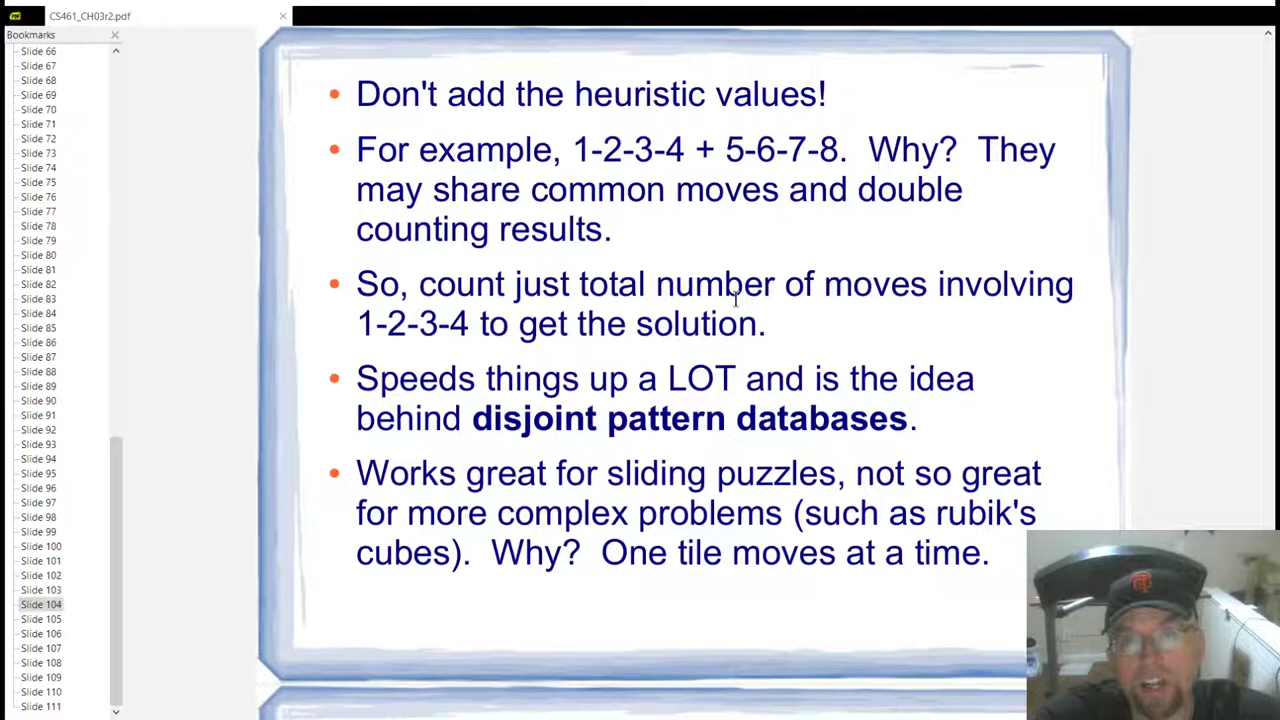 CS461_CH03r2.pdf
Bookmarks
Slide 66
Slide 67
Slide 68
Slide 69
Slide 70
Slide 71
Slide 72
Slide 73
Slide 74
Slide 75
Slide 76
Slide 77
Slide 78
Slide 79
Slide 80
Slide 81
Slide 82
Slide 83
Slide 84
Slide 85
Slide 86
Slide 87
Slide 88
Slide 89
Slide 90
Slide 91
Slide 92
Slide 93
Slide 94
Slide 95
Slide 96
Slide 97
Slide 98
Slide 99
Slide 100
Slide 101
Slide 102
Slide 103
Slide 104
Slide 105
Slide 106
Slide 107
Slide 108
Slide 109
Slide 110
Slide 111
• Don't add the heuristic values!
• For example, 1-2-3-4 + 5-6-7-8. Why? They
may share common moves and double
counting results.
• So, count just total number of moves involving
1-2-3-4 to get the solution.
• Speeds things up a LOT and is the idea
behind disjoint pattern databases.
• Works great for sliding puzzles, not so great
for more complex problems (such as rubik's
cubes). Why? One tile moves at a time.